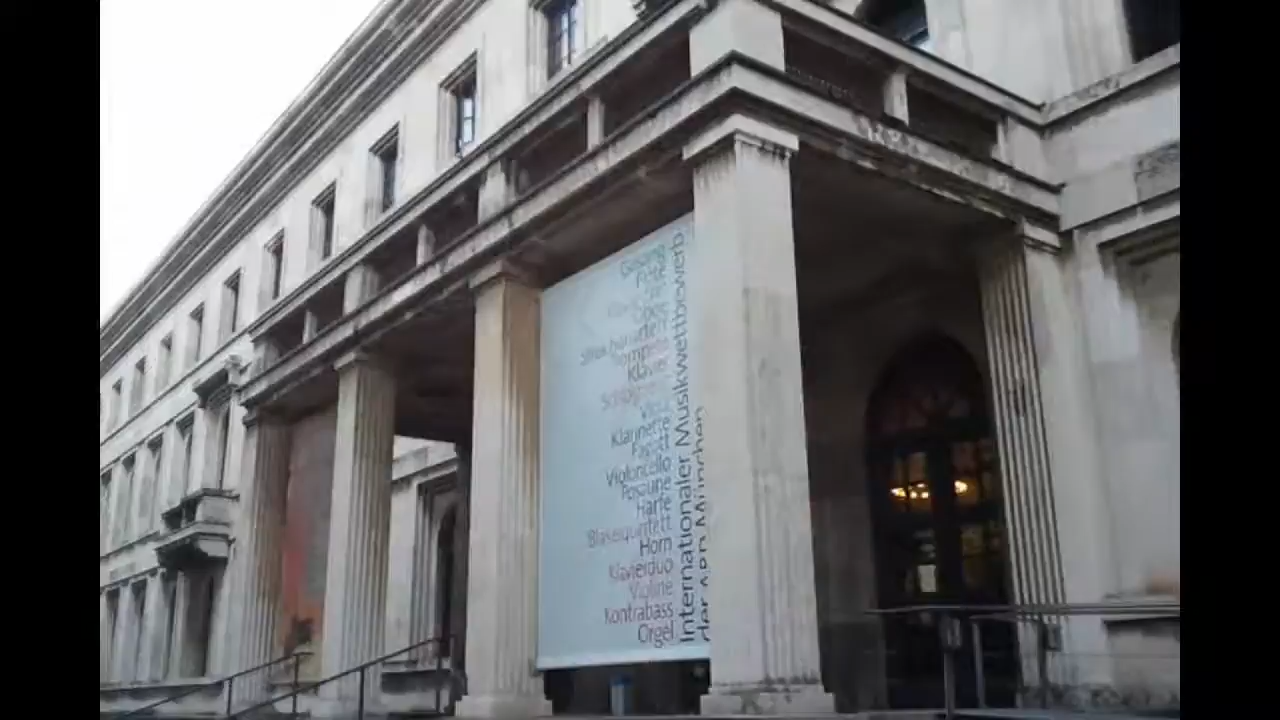 Gesang
Flöte
Oboe
Trompete
Klavier
Schlagzeug
Viola
Klarinette
Fagott
Violoncello
Posaune
Harfe
Bläserquintett
Horn
Klavierduo
Violine
Kontrabass
Orgel
Internationaler Musikwettbewerb
der ARD München